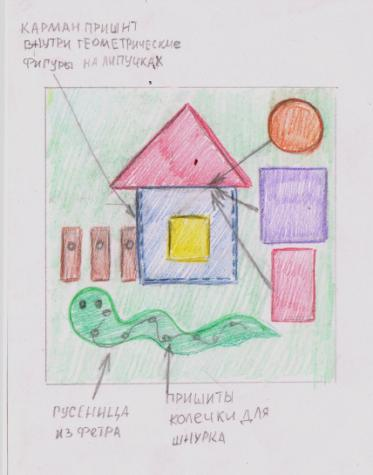 КАРМАН ПРИШИТ
ВНУТРИ ГЕОМЕТРИЧЕСКИЕ
ФИГУРЫ НА ЛИПУЧКАХ
ГУСЕНИЦА
ИЗ ФЕТРА
ПРИШИТЫ
КОЛЕЧКИ ДЛЯ
ШНУРКА